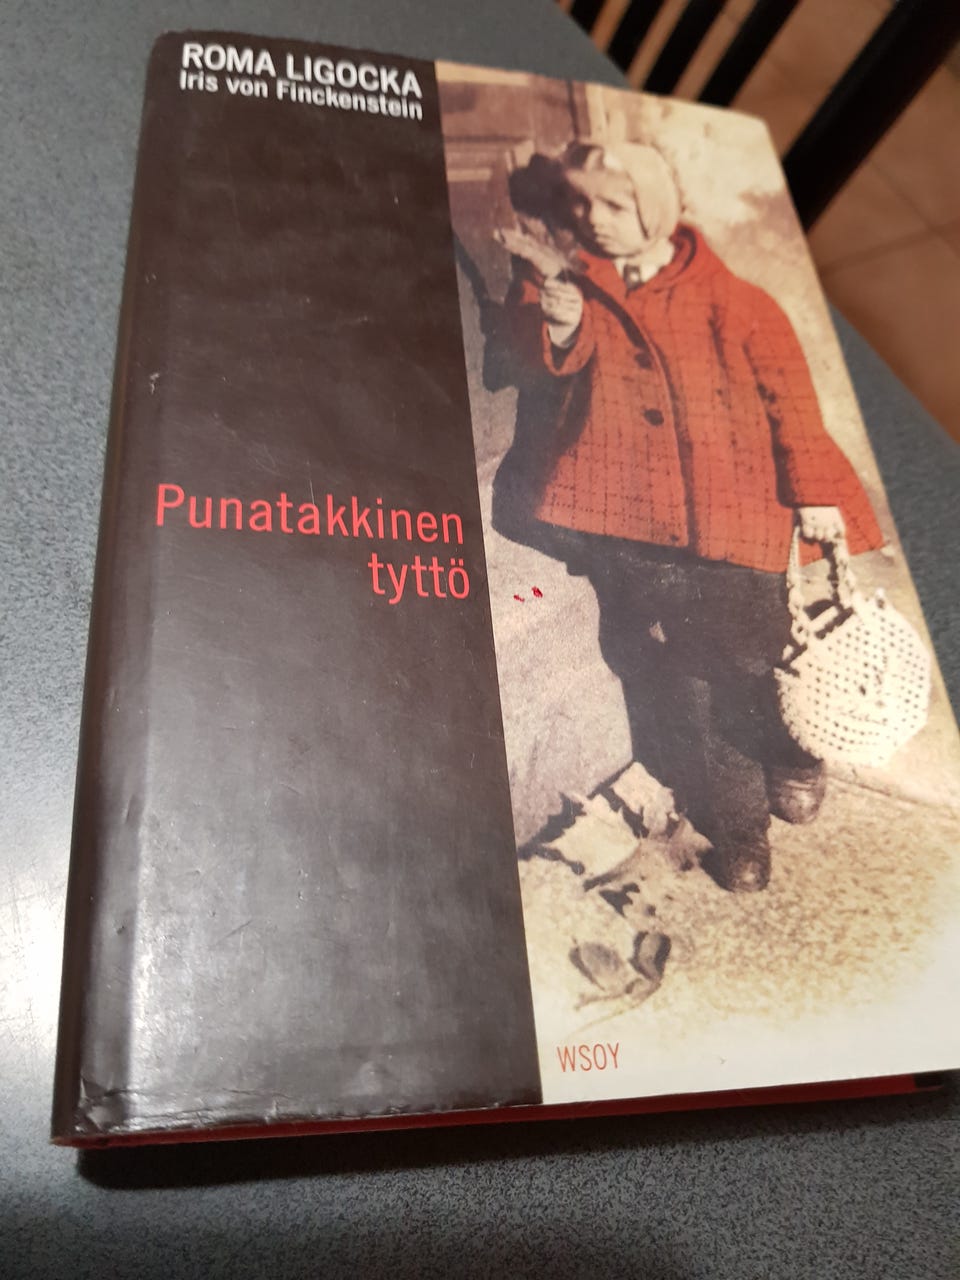 ROMA LIGOCKA
Iris von Finckenstein
Punatakkinen
tyttö
WSOY